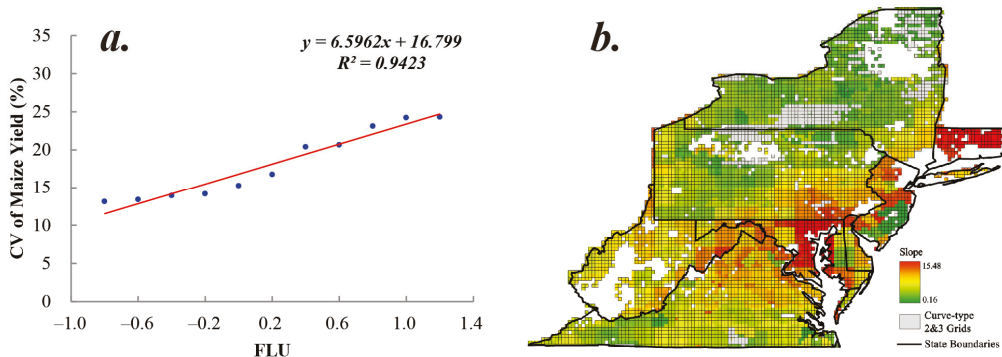 a.
y = 6.5962x + 16.799
R² = 0.9423
CV of Maize Yield (%)
35
30
25
20
15
10
5
0
−1.0
−0.6
−0.2
0.2
0.6
1.0
1.4
FLU
b.
Slope
15.48
0.16
Curve-type
2&3 Grids
State Boundaries